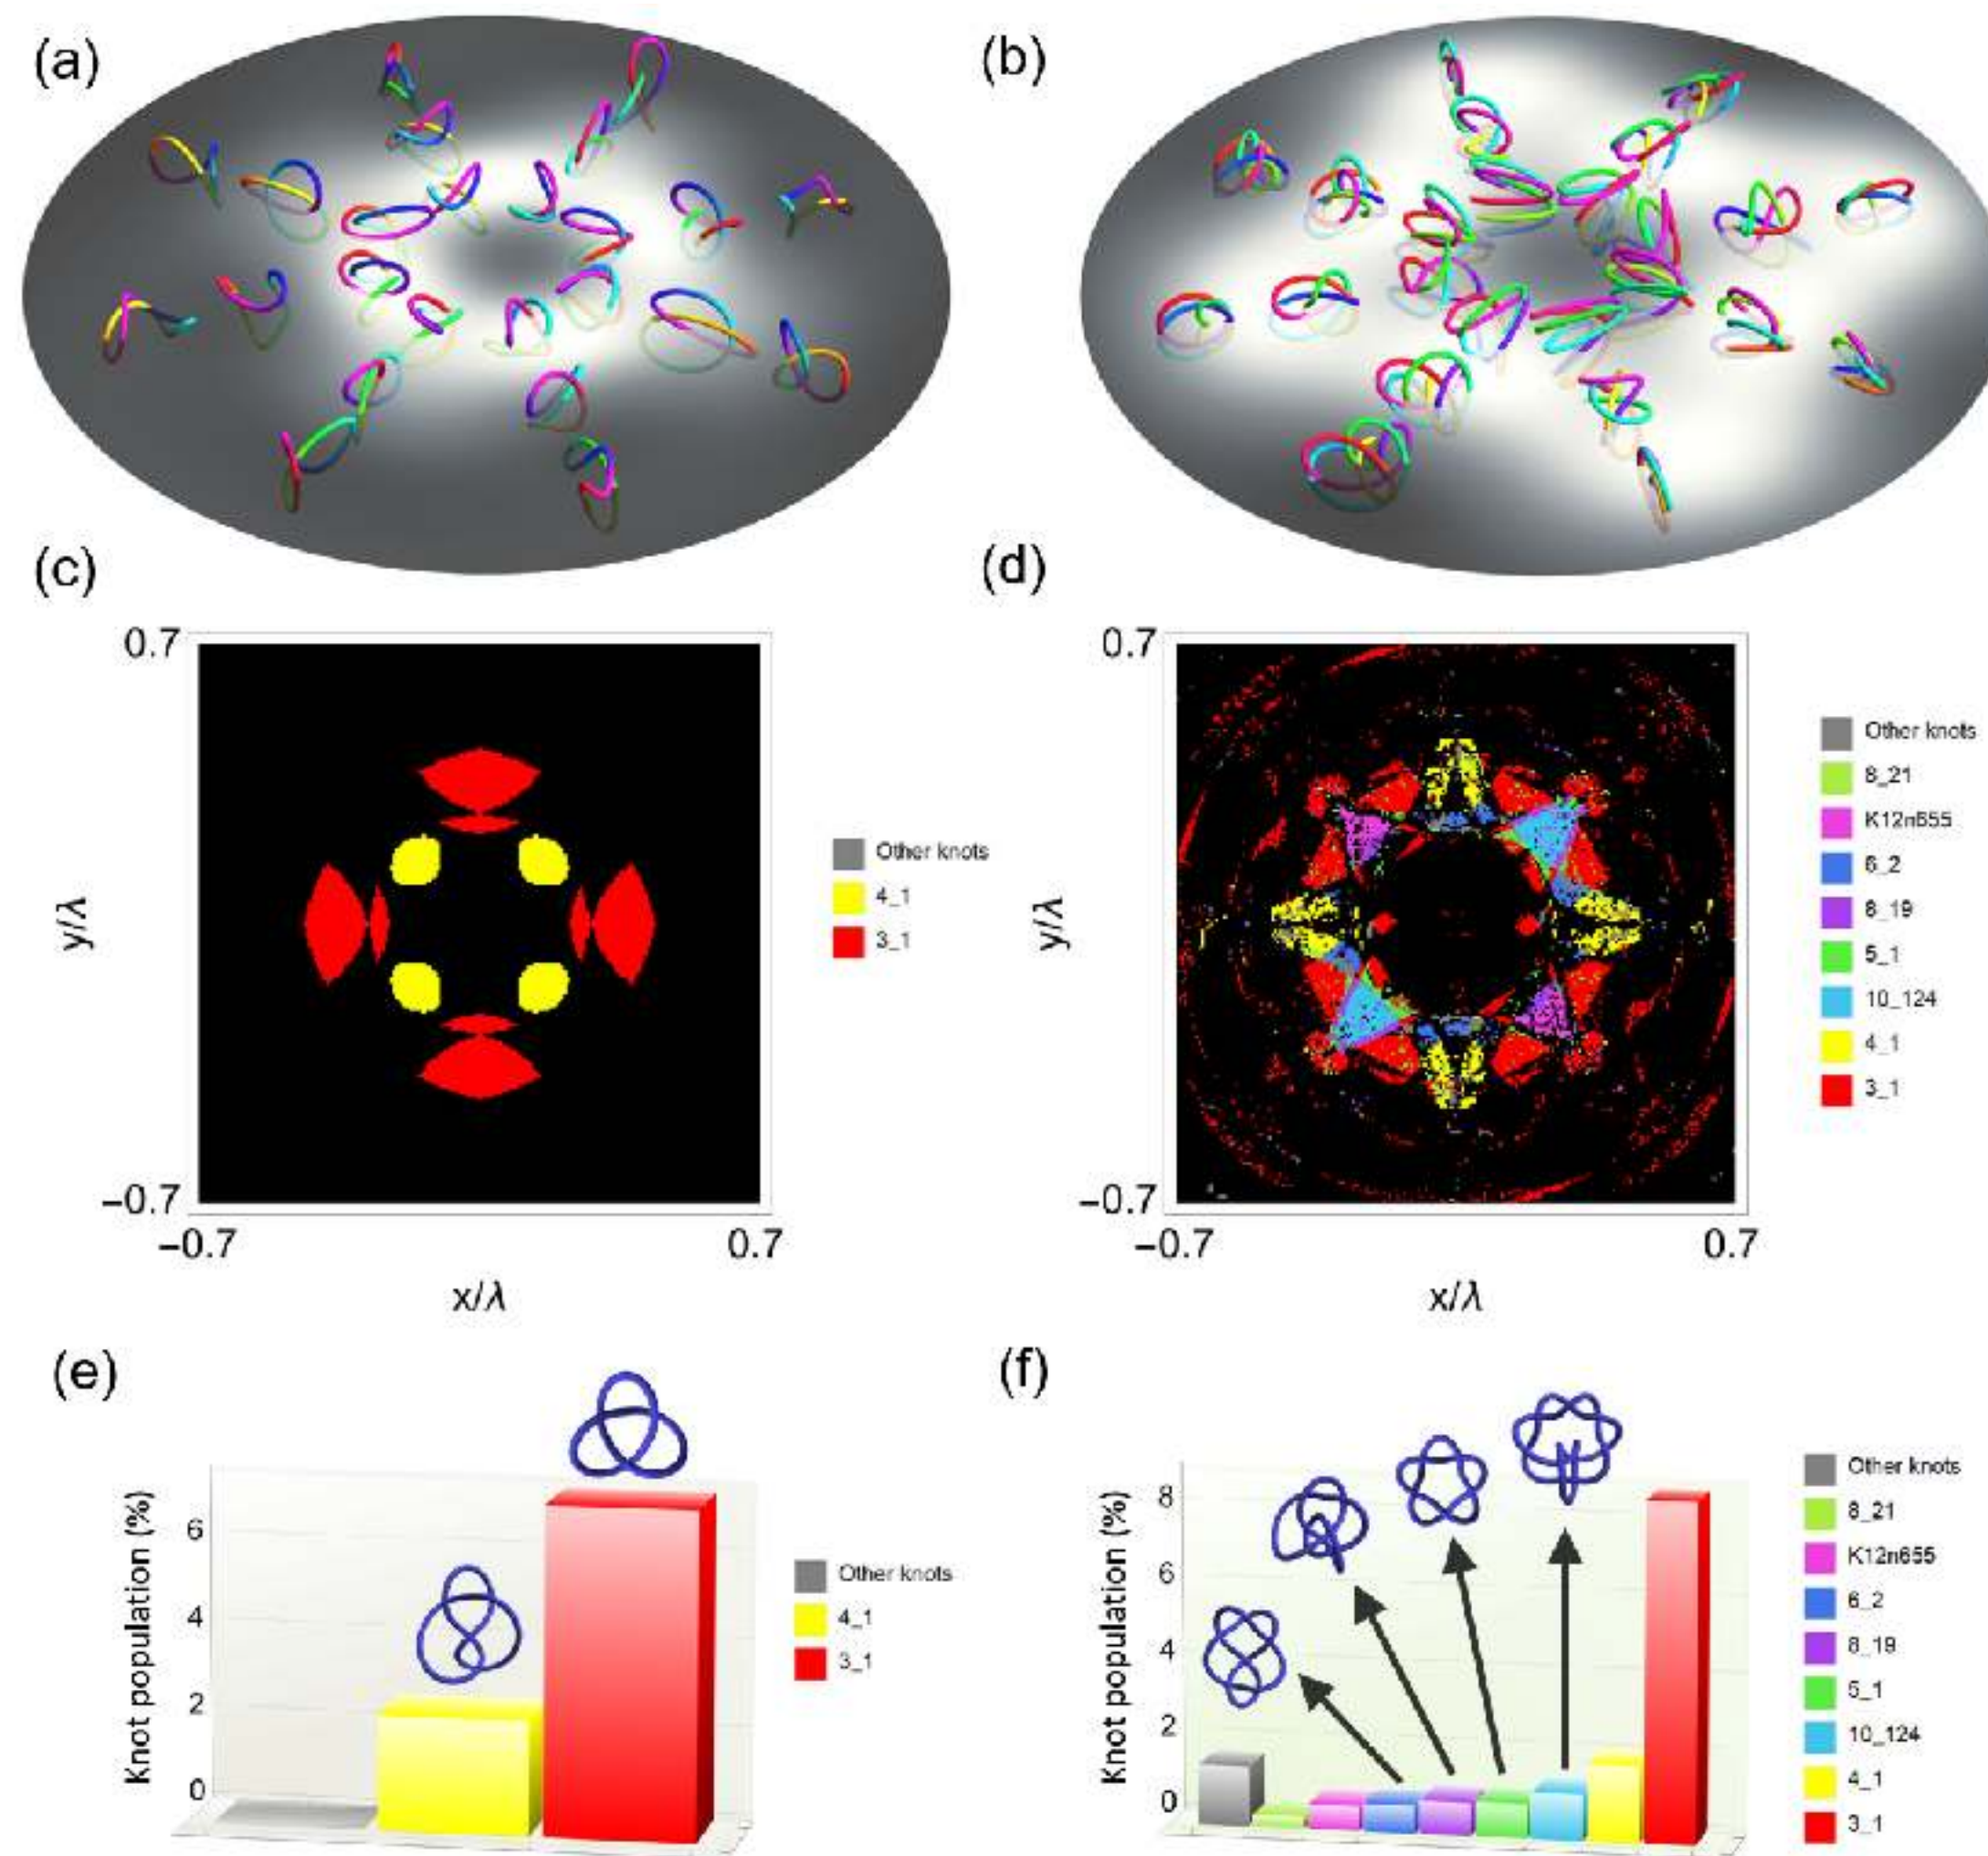 (a)
(b)
(c)
0.7
y/λ
−0.7
−0.7
0.7
x/λ
Other knots
4_1
3_1
(d)
0.7
y/λ
−0.7
−0.7
0.7
x/λ
Other knots
8_21
K12n655
6_2
8_19
5_1
10_124
4_1
3_1
(e)
Knot population (%)
6
4
2
0
Other knots
4_1
3_1
(f)
Knot population (%)
8
6
4
2
0
Other knots
8_21
K12n655
6_2
8_19
5_1
10_124
4_1
3_1